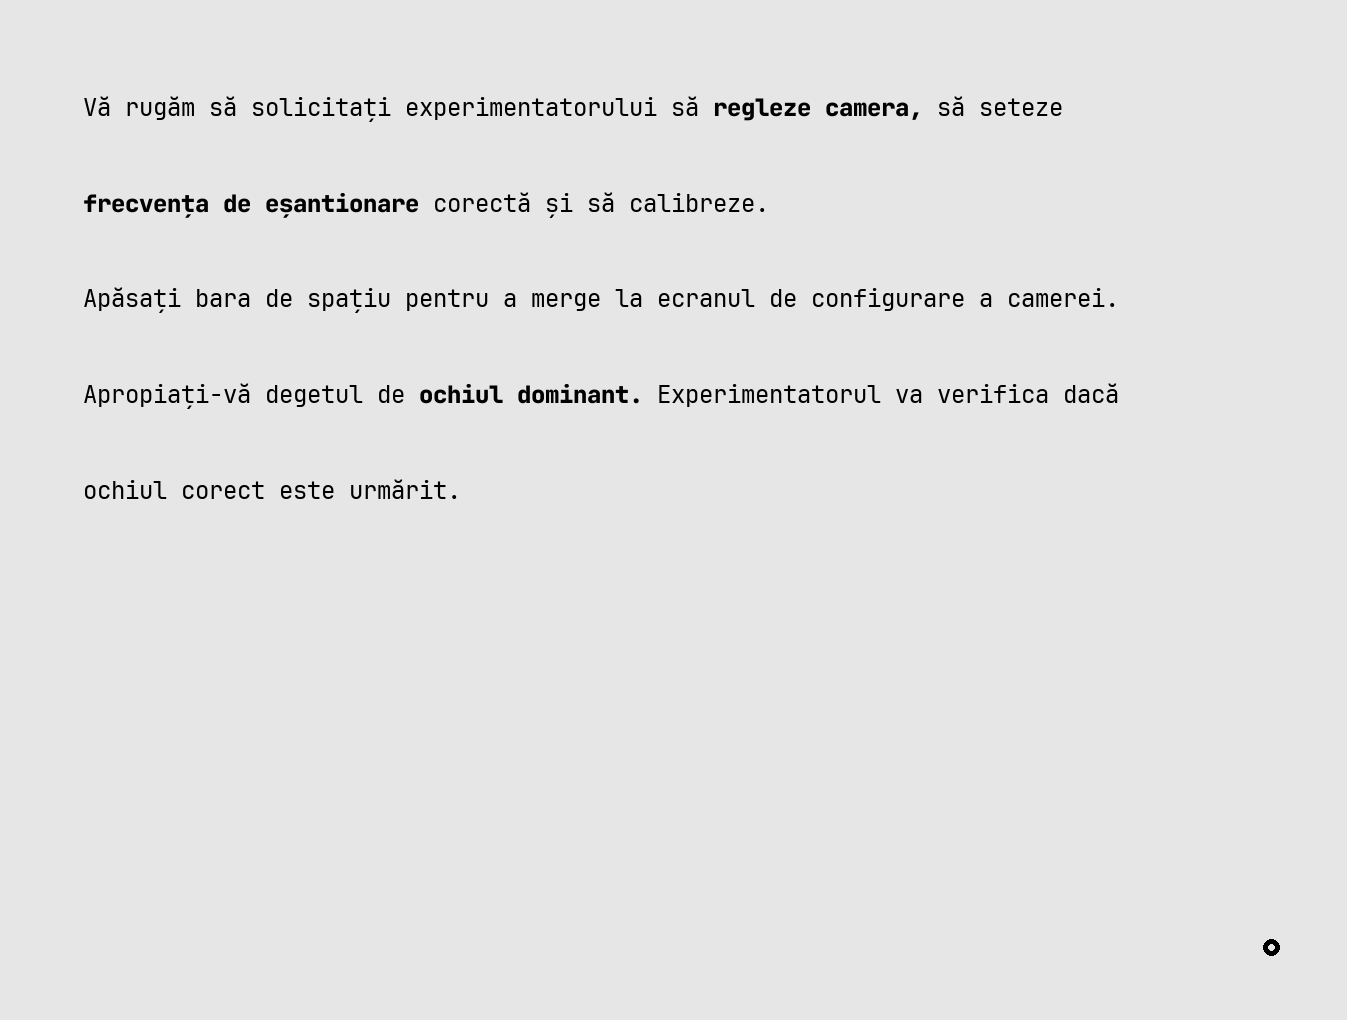 Vă rugăm să solicitați experimentatorului să regleze camera, să seteze
frecvența de eșantionare corectă și să calibreze.
Apăsați bara de spațiu pentru a merge la ecranul de configurare a camerei.
Apropiați-vă degetul de ochiul dominant. Experimentatorul va verifica dacă
ochiul corect este urmărit.